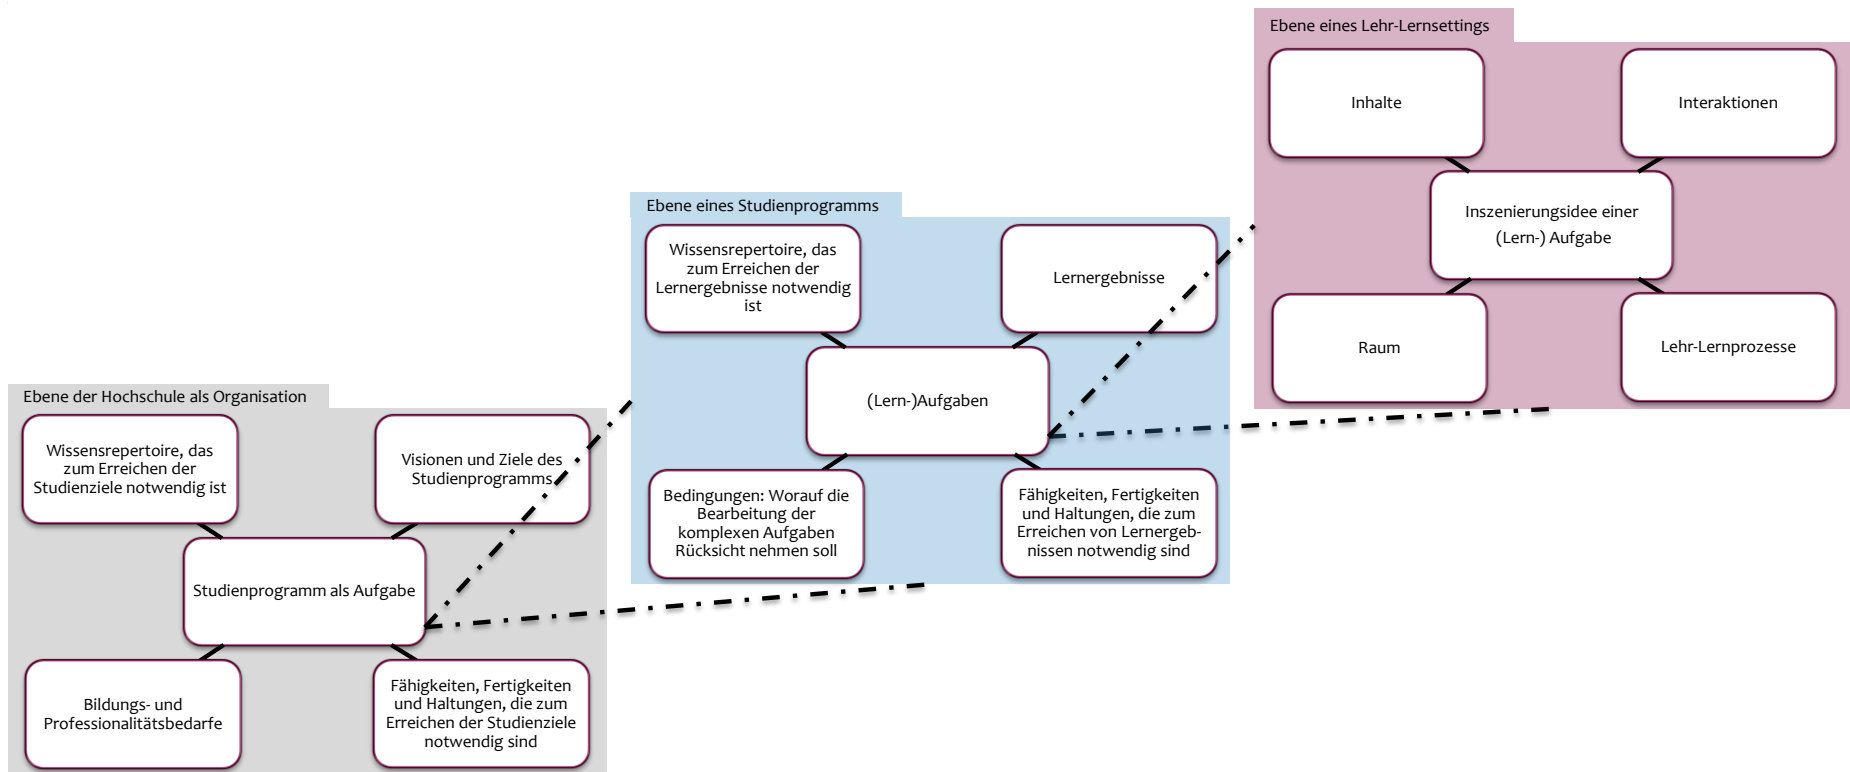 Ebene eines Lehr-Lernsettings
Inhalte
Interaktionen
Inszenierungsidee einer
(Lern-) Aufgabe
Raum
Lehr-Lernprozesse
Ebene eines Studienprogramms
Wissensrepertoire, das
zum Erreichen der
Lernergebnisse notwendig
ist
Lernergebnisse
(Lern-)Aufgaben
Bedingungen: Worauf die
Bearbeitung der
komplexen Aufgaben
Rücksicht nehmen soll
Fähigkeiten, Fertigkeiten
und Haltungen, die zum
Erreichen von Lernergeb-
nissen notwendig sind
Ebene der Hochschule als Organisation
Wissensrepertoire, das
zum Erreichen der
Studienziele notwendig ist
Visionen und Ziele des
Studienprogramms
Studienprogramm als Aufgabe
Bildungs- und
Professionalitätsbedarfe
Fähigkeiten, Fertigkeiten
und Haltungen, die zum
Erreichen der Studienziele
notwendig sind